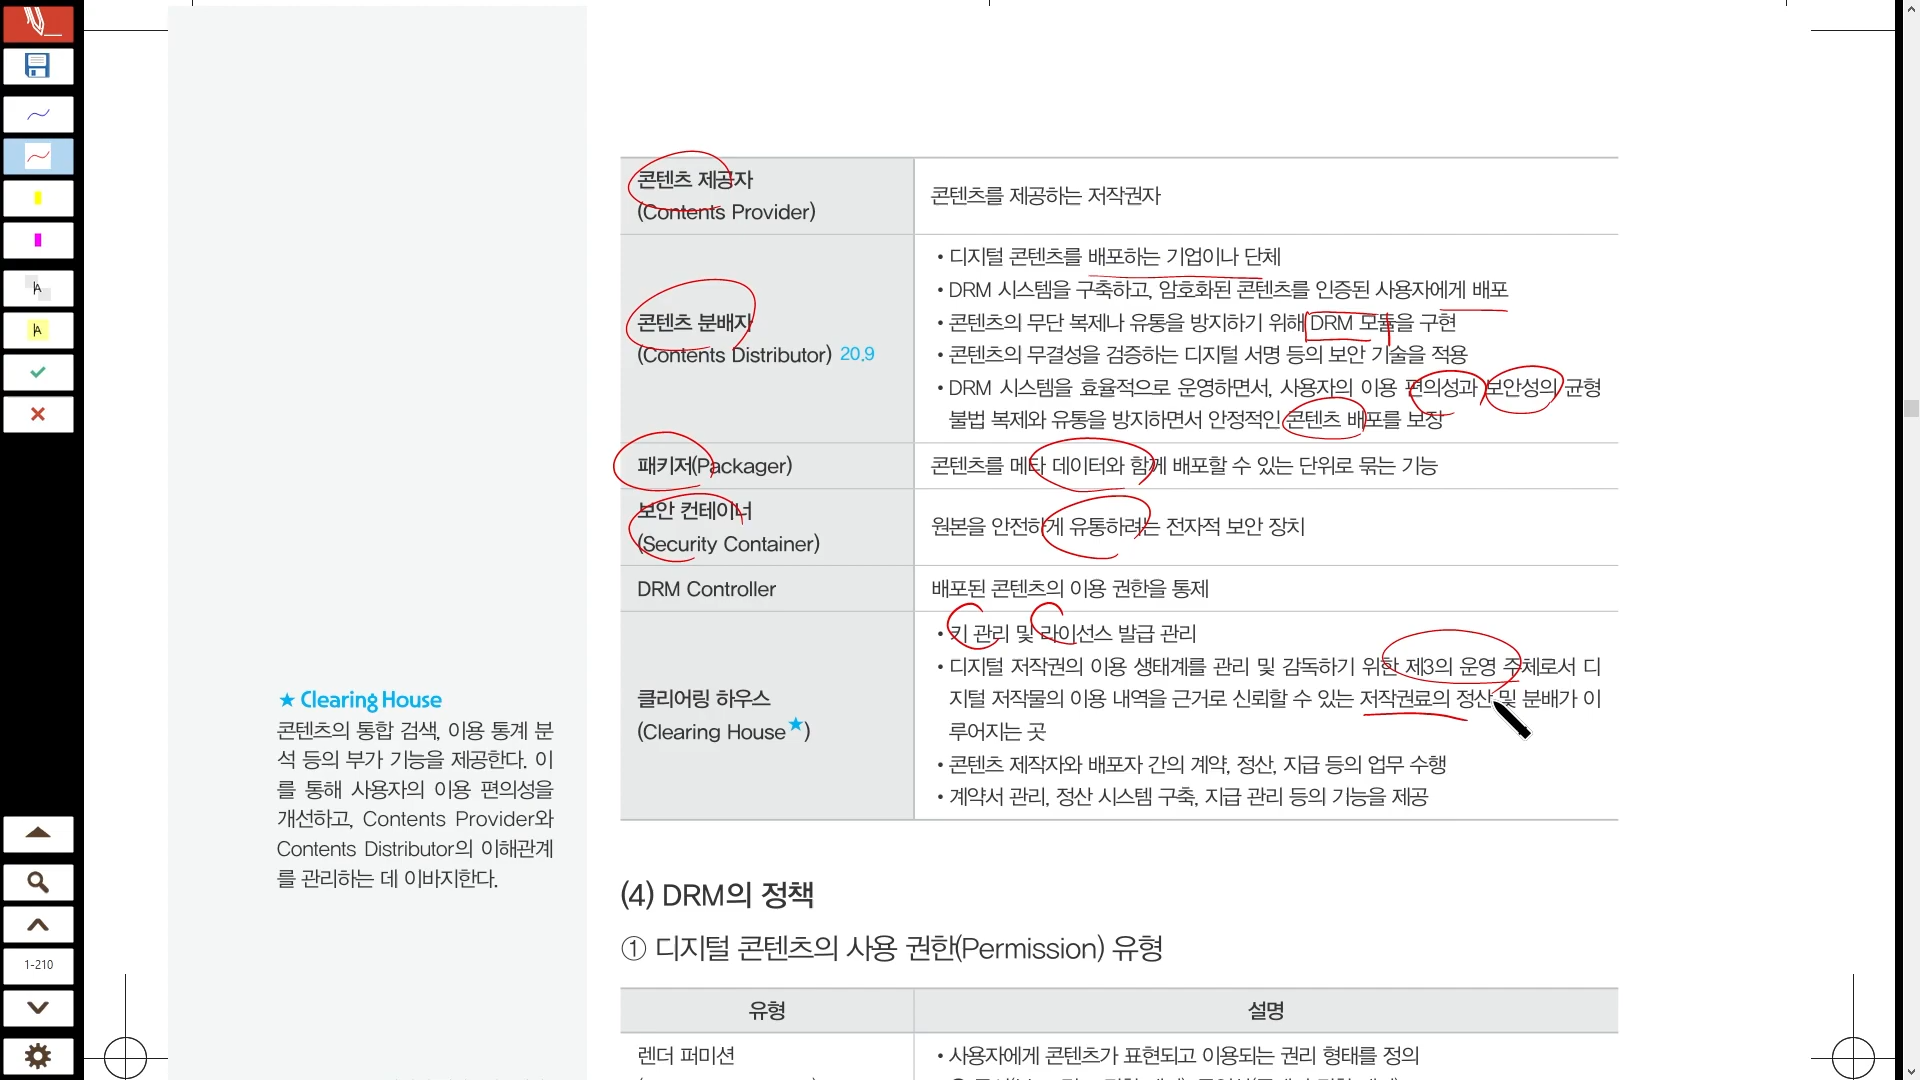 콘텐츠 제공자
(Contents Provider)
콘텐츠를 제공하는 저작권자
콘텐츠 분배자
(Contents Distributor) 20.9
• 디지털 콘텐츠를 배포하는 기업이나 단체
• DRM 시스템을 구축하고, 암호화된 콘텐츠를 인증된 사용자에게 배포
• 콘텐츠의 무단 복제나 유통을 방지하기 위해 DRM 모듈을 구현
• 콘텐츠의 무결성을 검증하는 디지털 서명 등의 보안 기술을 적용
• DRM 시스템을 효율적으로 운영하면서, 사용자의 이용 편의성과 보안성의 균형
불법 복제와 유통을 방지하면서 안정적인 콘텐츠 배포를 보장
패키저(Packager)
콘텐츠를 메타 데이터와 함께 배포할 수 있는 단위로 묶는 기능
보안 컨테이너
(Security Container)
원본을 안전하게 유통하려는 전자적 보안 장치
DRM Controller
배포된 콘텐츠의 이용 권한을 통제
클리어링 하우스
(Clearing House★)
• 키 관리 및 라이선스 발급 관리
• 디지털 저작권의 이용 생태계를 관리 및 감독하기 위한 제3의 운영 주체로서 디
지털 저작물의 이용 내역을 근거로 신뢰할 수 있는 저작권료의 정산 및 분배가 이
루어지는 곳
• 콘텐츠 제작자와 배포자 간의 계약, 정산, 지급 등의 업무 수행
• 계약서 관리, 정산 시스템 구축, 지급 관리 등의 기능을 제공
★ Clearing House
콘텐츠의 통합 검색, 이용 통계 분
석 등의 부가 기능을 제공한다. 이
를 통해 사용자의 이용 편의성을
개선하고, Contents Provider와
Contents Distributor의 이해관계
를 관리하는 데 이바지한다.
(4) DRM의 정책
① 디지털 콘텐츠의 사용 권한(Permission) 유형
유형
설명
렌더 퍼미션
• 사용자에게 콘텐츠가 표현되고 이용되는 권리 형태를 정의
A
A
1-210